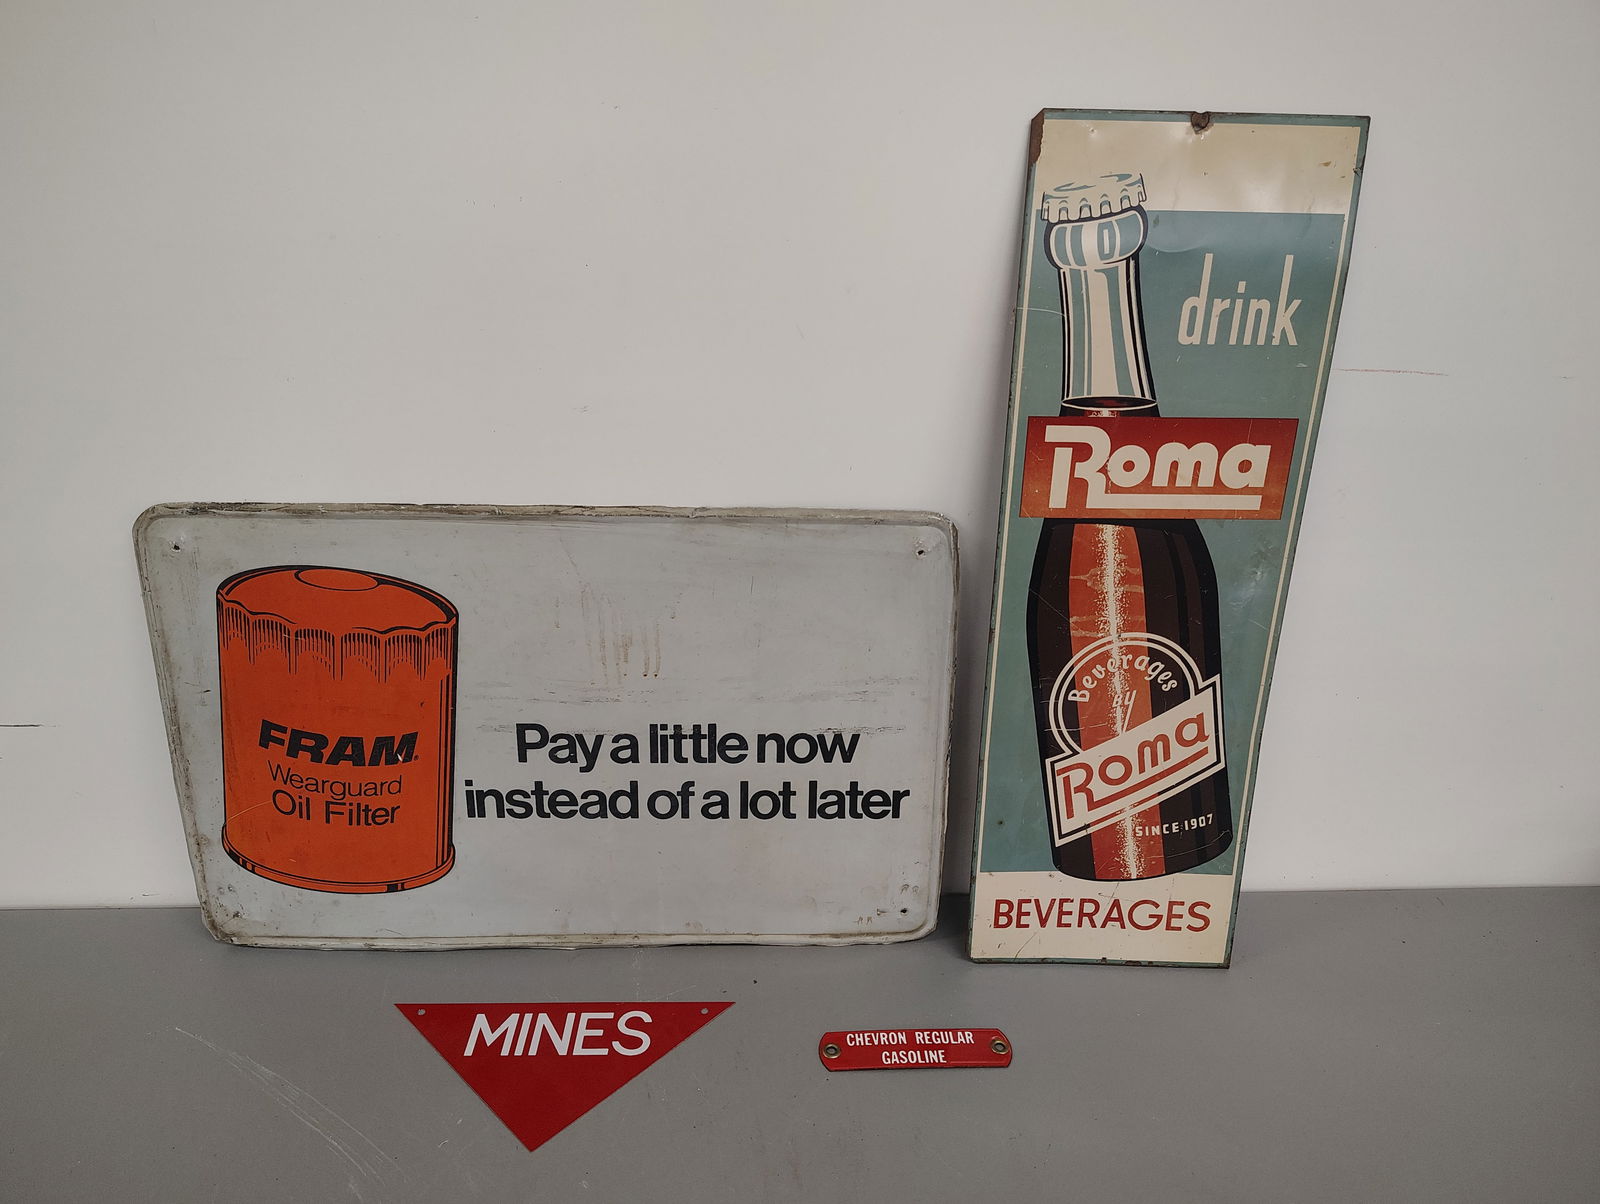 FRAM
Wearguard
Oil Filter
Pay a little now
instead of a lot later
drink
Roma
Beverages
By
Roma
SINCE 1907
BEVERAGES
MINES
CHEVRON REGULAR
GASOLINE